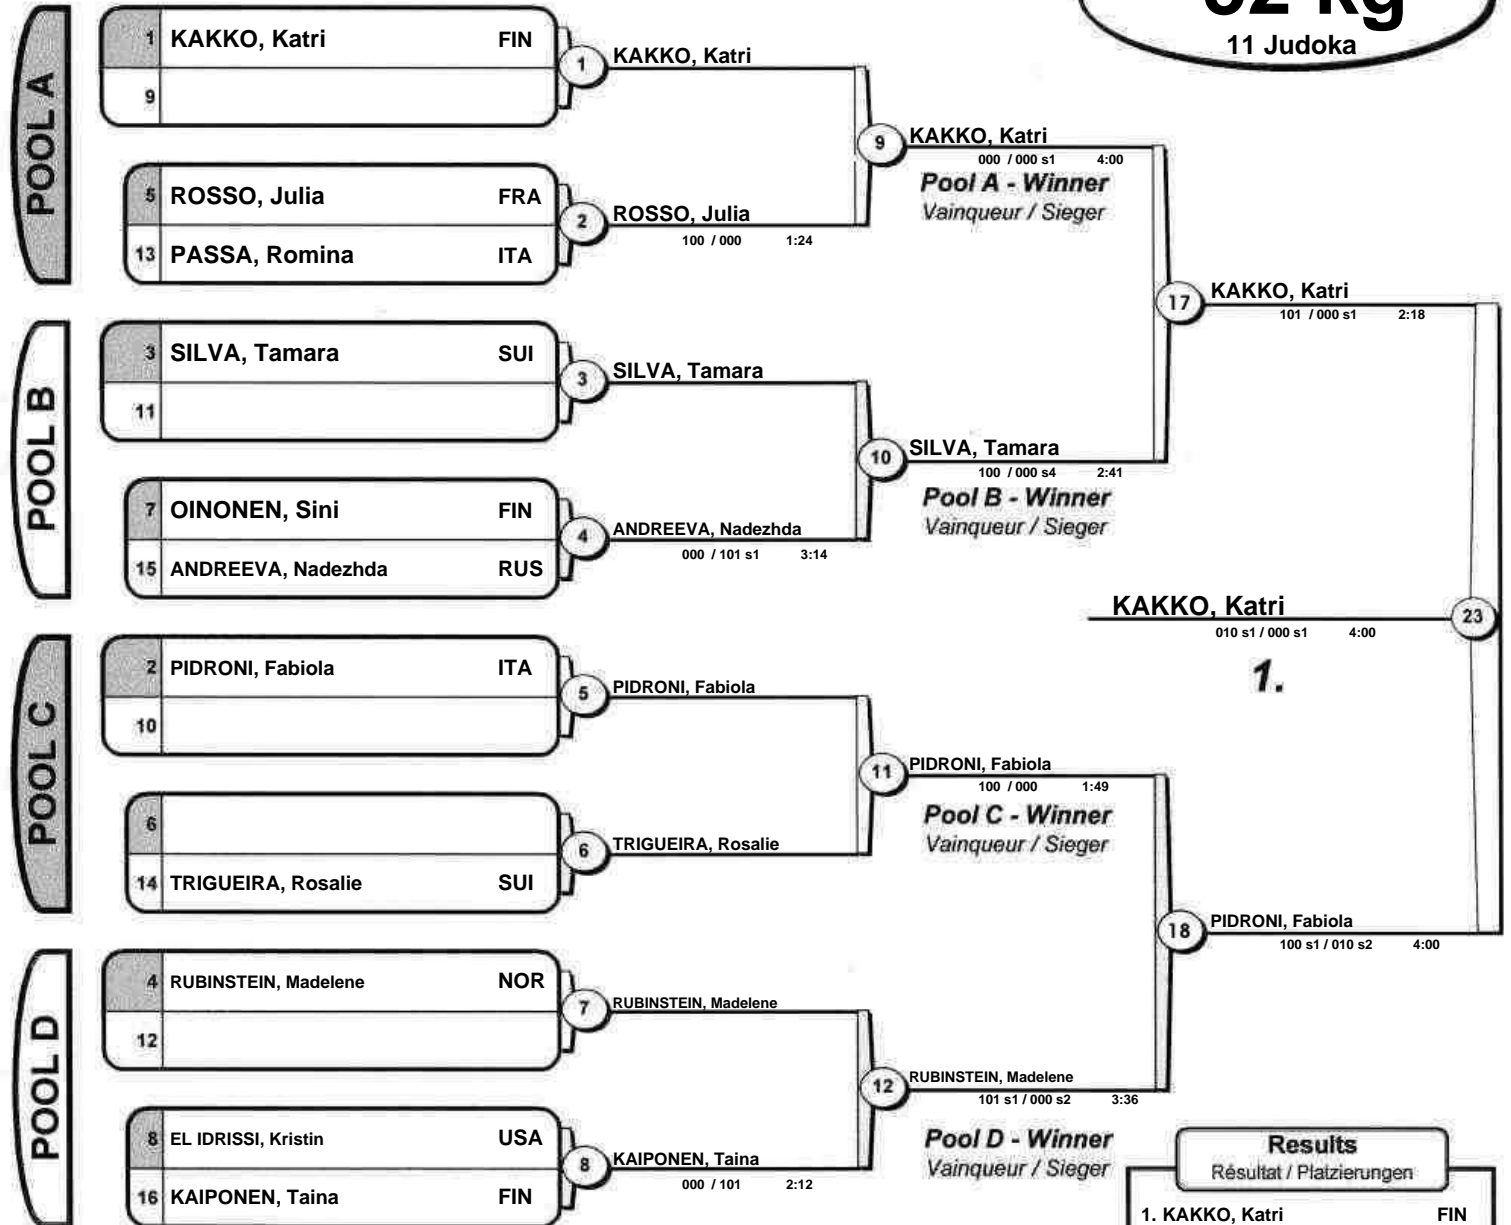 kg
11 Judoka
POOL A
1 KAKKO, Katri FIN
9
1 KAKKO, Katri
5 ROSSO, Julia FRA
13 PASSA, Romina ITA
2 ROSSO, Julia
100 / 000 1:24
9 KAKKO, Katri
000 / 000 s1 4:00
Pool A - Winner
Vainqueur / Sieger
POOL B
3 SILVA, Tamara SUI
11
3 SILVA, Tamara
7 OINONEN, Sini FIN
15 ANDREEVA, Nadezhda RUS
4 ANDREEVA, Nadezhda
000 / 101 s1 3:14
10 SILVA, Tamara
100 / 000 s4 2:41
Pool B - Winner
Vainqueur / Sieger
17 KAKKO, Katri
101 / 000 s1 2:18
KAKKO, Katri 23
010 s1 / 000 s1 4:00
1.
POOL C
2 PIDRONI, Fabiola ITA
10
5 PIDRONI, Fabiola
6
14 TRIGUEIRA, Rosalie SUI
6 TRIGUEIRA, Rosalie
11 PIDRONI, Fabiola
100 / 000 1:49
Pool C - Winner
Vainqueur / Sieger
18 PIDRONI, Fabiola
100 s1 / 010 s2 4:00
POOL D
4 RUBINSTEIN, Madelene NOR
12
7 RUBINSTEIN, Madelene
8 EL IDRISSI, Kristin USA
16 KAIPONEN, Taina FIN
8 KAIPONEN, Taina
000 / 101 2:12
12 RUBINSTEIN, Madelene
101 s1 / 000 s2 3:36
Pool D - Winner
Vainqueur / Sieger
Results
Résultat / Platzierungen
1. KAKKO, Katri FIN